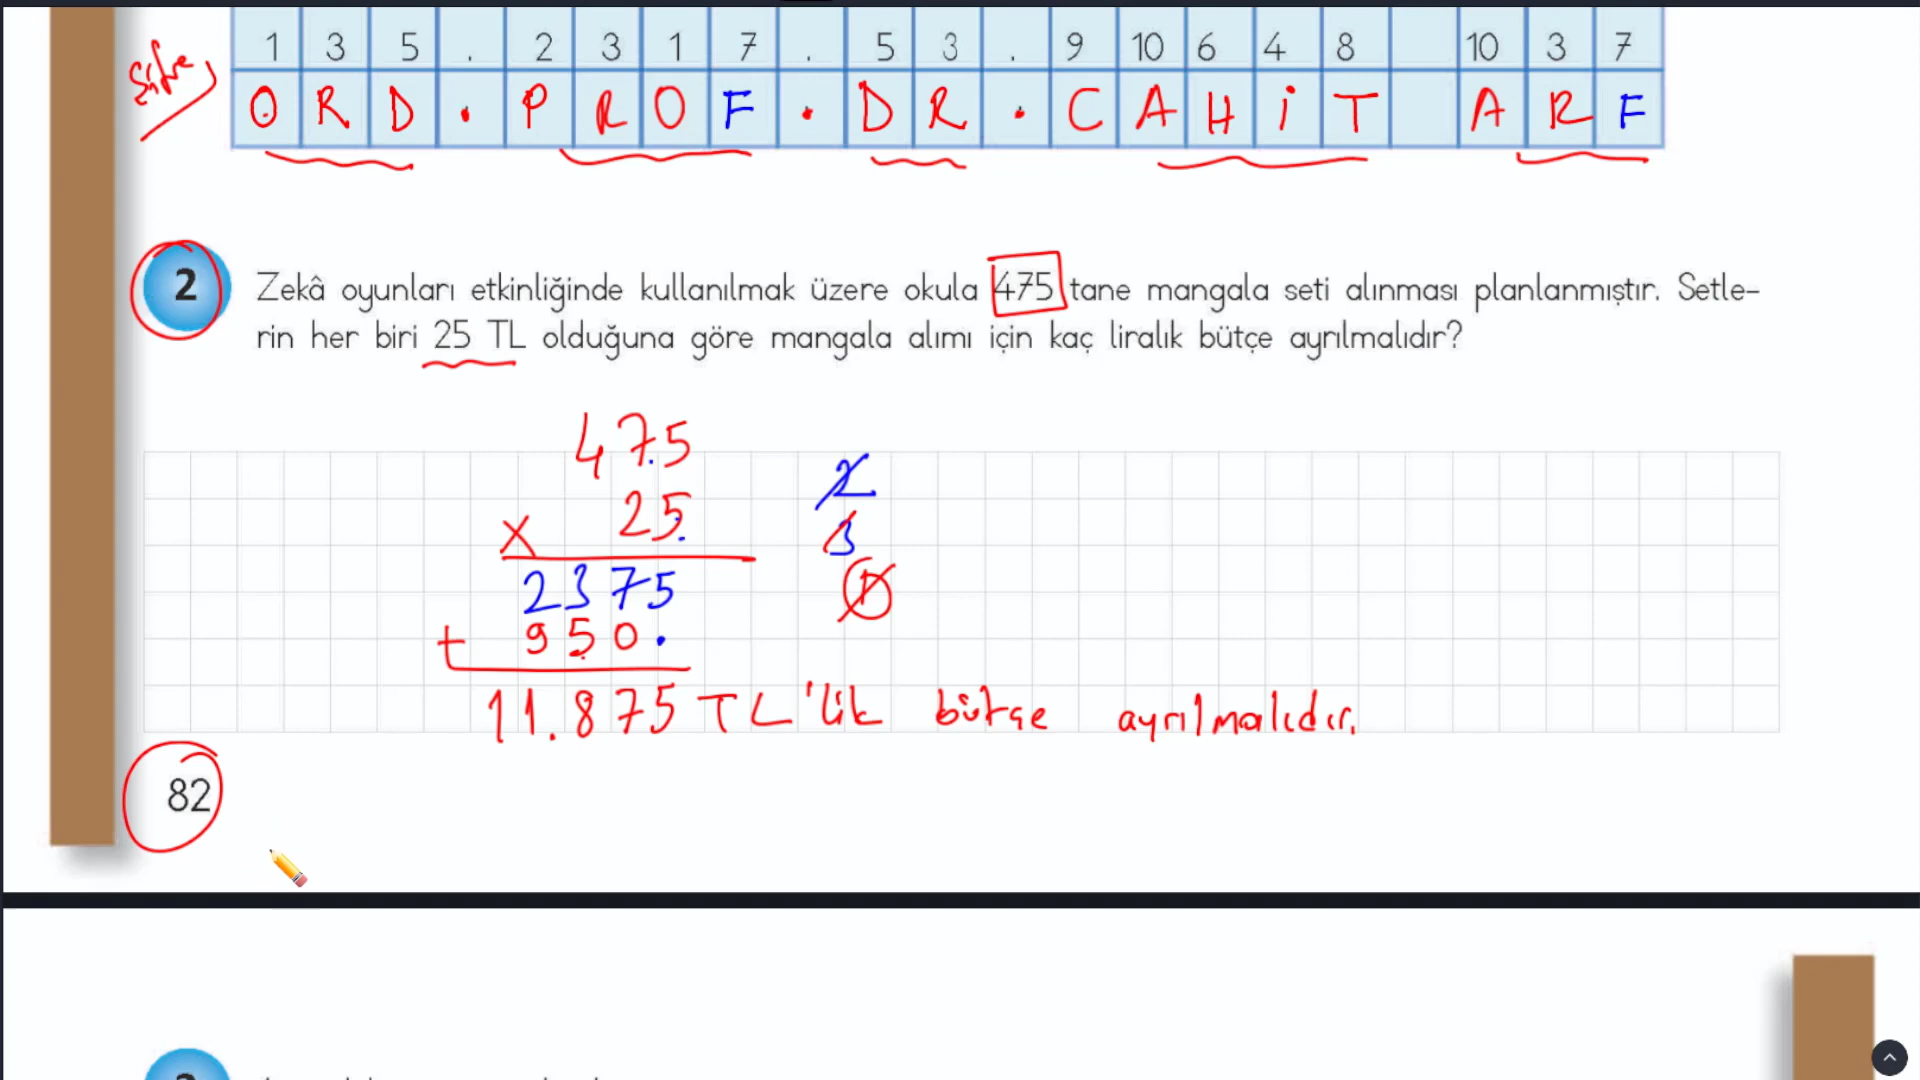 1 3 5 . 2 3 1 7 . 5 3 . 9 10 6 4 8 10 3 7
Şifre
O R D . P R O F . D R . C A H İ T A R F
2 Zekâ oyunları etkinliğinde kullanılmak üzere okula 475 tane mangala seti alınması planlanmıştır. Setle-
rin her biri 25 TL olduğuna göre mangala alımı için kaç liralık bütçe ayrılmalıdır?
475
x 25
2375
+ 950.
11.875 TL'lik bütçe ayrılmalıdır.
2
3
1
82